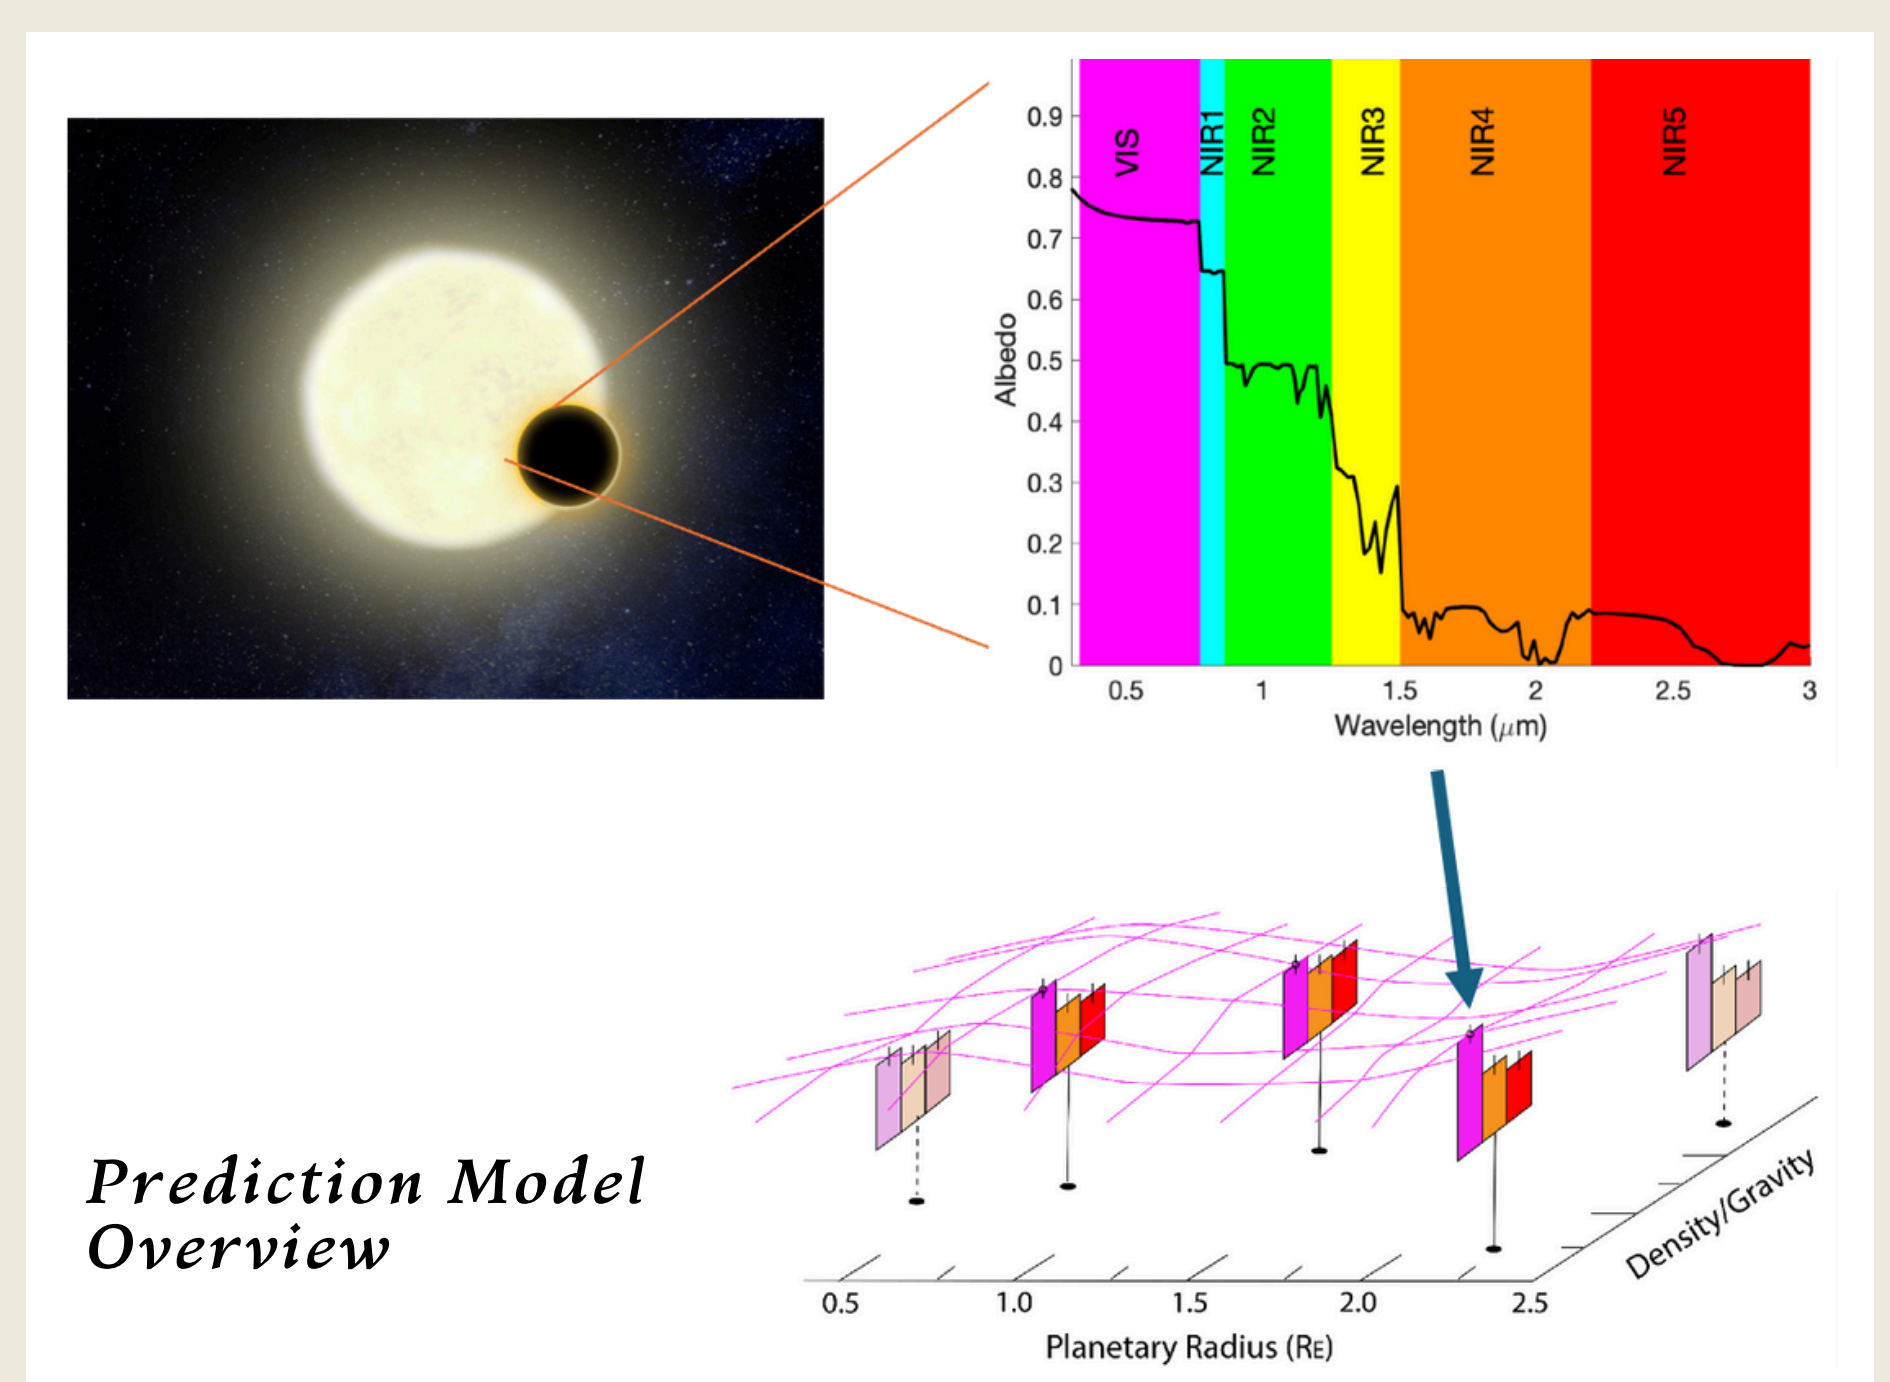 VIS
NIR1
NIR2
NIR3
NIR4
NIR5
0.9
0.8
0.7
0.6
0.5
0.4
0.3
0.2
0.1
0
Albedo
0.5 1 1.5 2 2.5 3
Wavelength (μm)
Prediction Model
Overview
0.5 1.0 1.5 2.0 2.5
Planetary Radius (RE)
Density/Gravity